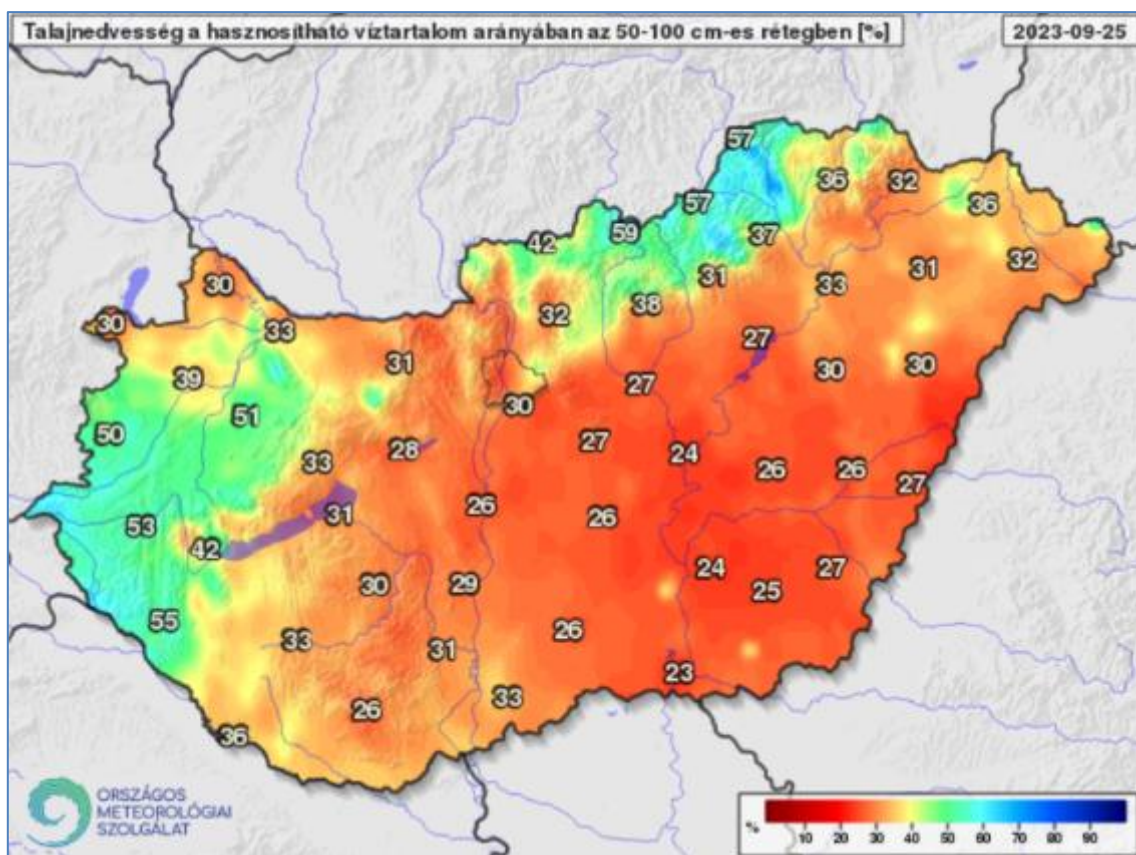 Talajnedvesség a hasznosítható víztartalom arányában az 50-100 cm-es rétegben [%]
2023-09-25
57
36 32
57 36
42 59 37
32
30 31 31
33
38
30 33 32
27
31 30 30
39 27
30
51
50 27
28 24
33 26 26
27
26
31 26
53
42
24 27
30 29 25
55
26
33 31
23
33
26
36
ORSZÁGOS
METEOROLÓGIAI
SZOLGÁLAT
% 10 20 30 40 50 60 70 80 90